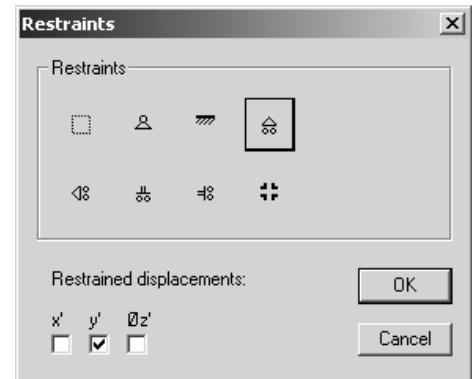 Restraints
Restraints
Restrained displacements:
OK
x' y' Øz'
Cancel